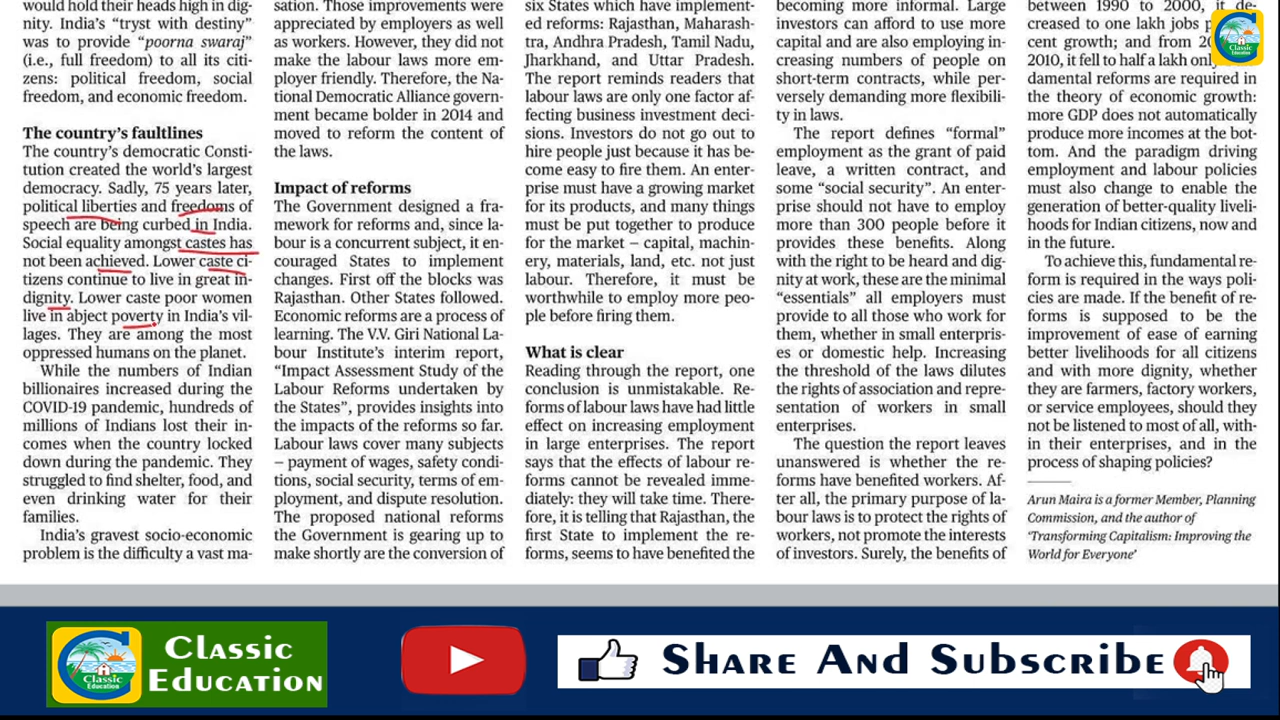 would hold their heads high in dig-
nity. India's "tryst with destiny"
was to provide "poorna swaraj"
(i.e., full freedom) to all its citi-
zens: political freedom, social
freedom, and economic freedom.
The country's faultlines
The country's democratic Consti-
tution created the world's largest
democracy. Sadly, 75 years later,
political liberties and freedoms of
speech are being curbed in India.
Social equality amongst castes has
not been achieved. Lower caste ci-
tizens continue to live in great in-
dignity. Lower caste poor women
live in abject poverty in India's vil-
lages. They are among the most
oppressed humans on the planet.
While the numbers of Indian
billionaires increased during the
COVID-19 pandemic, hundreds of
millions of Indians lost their in-
comes when the country locked
down during the pandemic. They
struggled to find shelter, food, and
even drinking water for their
families.
India's gravest socio-economic
problem is the difficulty a vast ma-
sation. Those improvements were
appreciated by employers as well
as workers. However, they did not
make the labour laws more em-
ployer friendly. Therefore, the Na-
tional Democratic Alliance govern-
ment became bolder in 2014 and
moved to reform the content of
the laws.
Impact of reforms
The Government designed a fra-
mework for reforms and, since la-
bour is a concurrent subject, it en-
couraged States to implement
changes. First off the blocks was
Rajasthan. Other States followed.
Economic reforms are a process of
learning. The V.V. Giri National La-
bour Institute's interim report,
"Impact Assessment Study of the
Labour Reforms undertaken by
the States", provides insights into
the impacts of the reforms so far.
Labour laws cover many subjects
– payment of wages, safety condi-
tions, social security, terms of em-
ployment, and dispute resolution.
The proposed national reforms
the Government is gearing up to
make shortly are the conversion of
six States which have implement-
ed reforms: Rajasthan, Maharash-
tra, Andhra Pradesh, Tamil Nadu,
Jharkhand, and Uttar Pradesh.
The report reminds readers that
labour laws are only one factor af-
fecting business investment deci-
sions. Investors do not go out to
hire people just because it has be-
come easy to fire them. An enter-
prise must have a growing market
for its products, and many things
must be put together to produce
for the market – capital, machin-
ery, materials, land, etc. not just
labour. Therefore, it must be
worthwhile to employ more peo-
ple before firing them.
What is clear
Reading through the report, one
conclusion is unmistakable. Re-
forms of labour laws have had little
effect on increasing employment
in large enterprises. The report
says that the effects of labour re-
forms cannot be revealed imme-
diately: they will take time. There-
fore, it is telling that Rajasthan, the
first State to implement the re-
forms, seems to have benefited the
becoming more informal. Large
investors can afford to use more
capital and are also employing in-
creasing numbers of people on
short-term contracts, while per-
versely demanding more flexibili-
ty in laws.
The report defines "formal"
employment as the grant of paid
leave, a written contract, and
some "social security". An enter-
prise should not have to employ
more than 300 people before it
provides these benefits. Along
with the right to be heard and dig-
nity at work, these are the minimal
"essentials" all employers must
provide to all those who work for
them, whether in small enterpris-
es or domestic help. Increasing
the threshold of the laws dilutes
the rights of association and repre-
sentation of workers in small
enterprises.
The question the report leaves
unanswered is whether the re-
forms have benefited workers. Af-
ter all, the primary purpose of la-
bour laws is to protect the rights of
workers, not promote the interests
of investors. Surely, the benefits of
between 1990 to 2000, it de-
creased to one lakh jobs
cent growth; and from
2010, it fell to half a lakh
damental reforms are required in
the theory of economic growth:
more GDP does not automatically
produce more incomes at the bot-
tom. And the paradigm driving
employment and labour policies
must also change to enable the
generation of better-quality liveli-
hoods for Indian citizens, now and
in the future.
To achieve this, fundamental re-
form is required in the ways poli-
cies are made. If the benefit of re-
forms is supposed to be the
improvement of ease of earning
better livelihoods for all citizens
and with more dignity, whether
they are farmers, factory workers,
or service employees, should they
not be listened to most of all, with-
in their enterprises, and in the
process of shaping policies?
Arun Maira is a former Member, Planning
Commission, and the author of
'Transforming Capitalism: Improving the
World for Everyone'
Classic
Education
Classic
Education
Classic
Education
Share And Subscribe